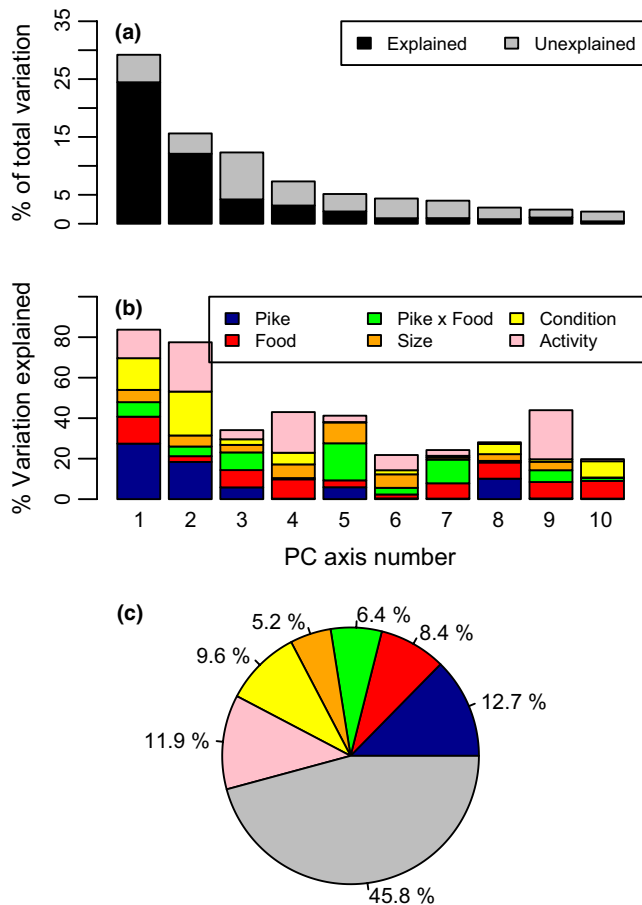 (a)
Explained Unexplained
% of total variation
0 5 15 25 35
(b)
Pike Pike x Food Condition
Food Size Activity
% Variation explained
0 20 40 60 80
1 2 3 4 5 6 7 8 9 10
PC axis number
(c)
6.4 %
5.2 %
8.4 %
9.6 %
12.7 %
11.9 %
45.8 %